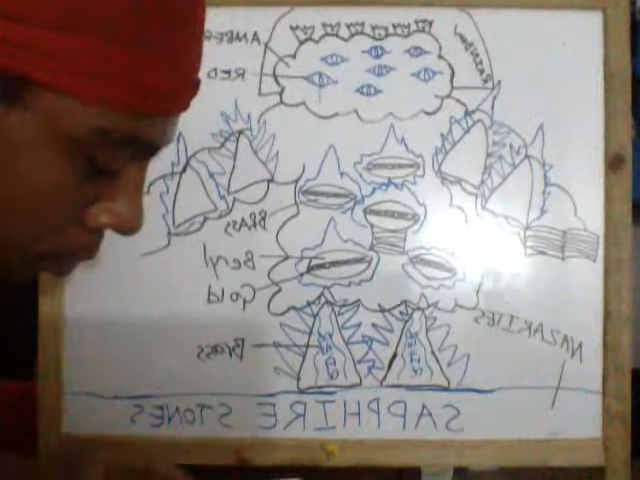 AMBER
RED
RAINBOW
BRASS
Beryl
Gold
NAZARITES
Brass
SAPPHIRE STONES